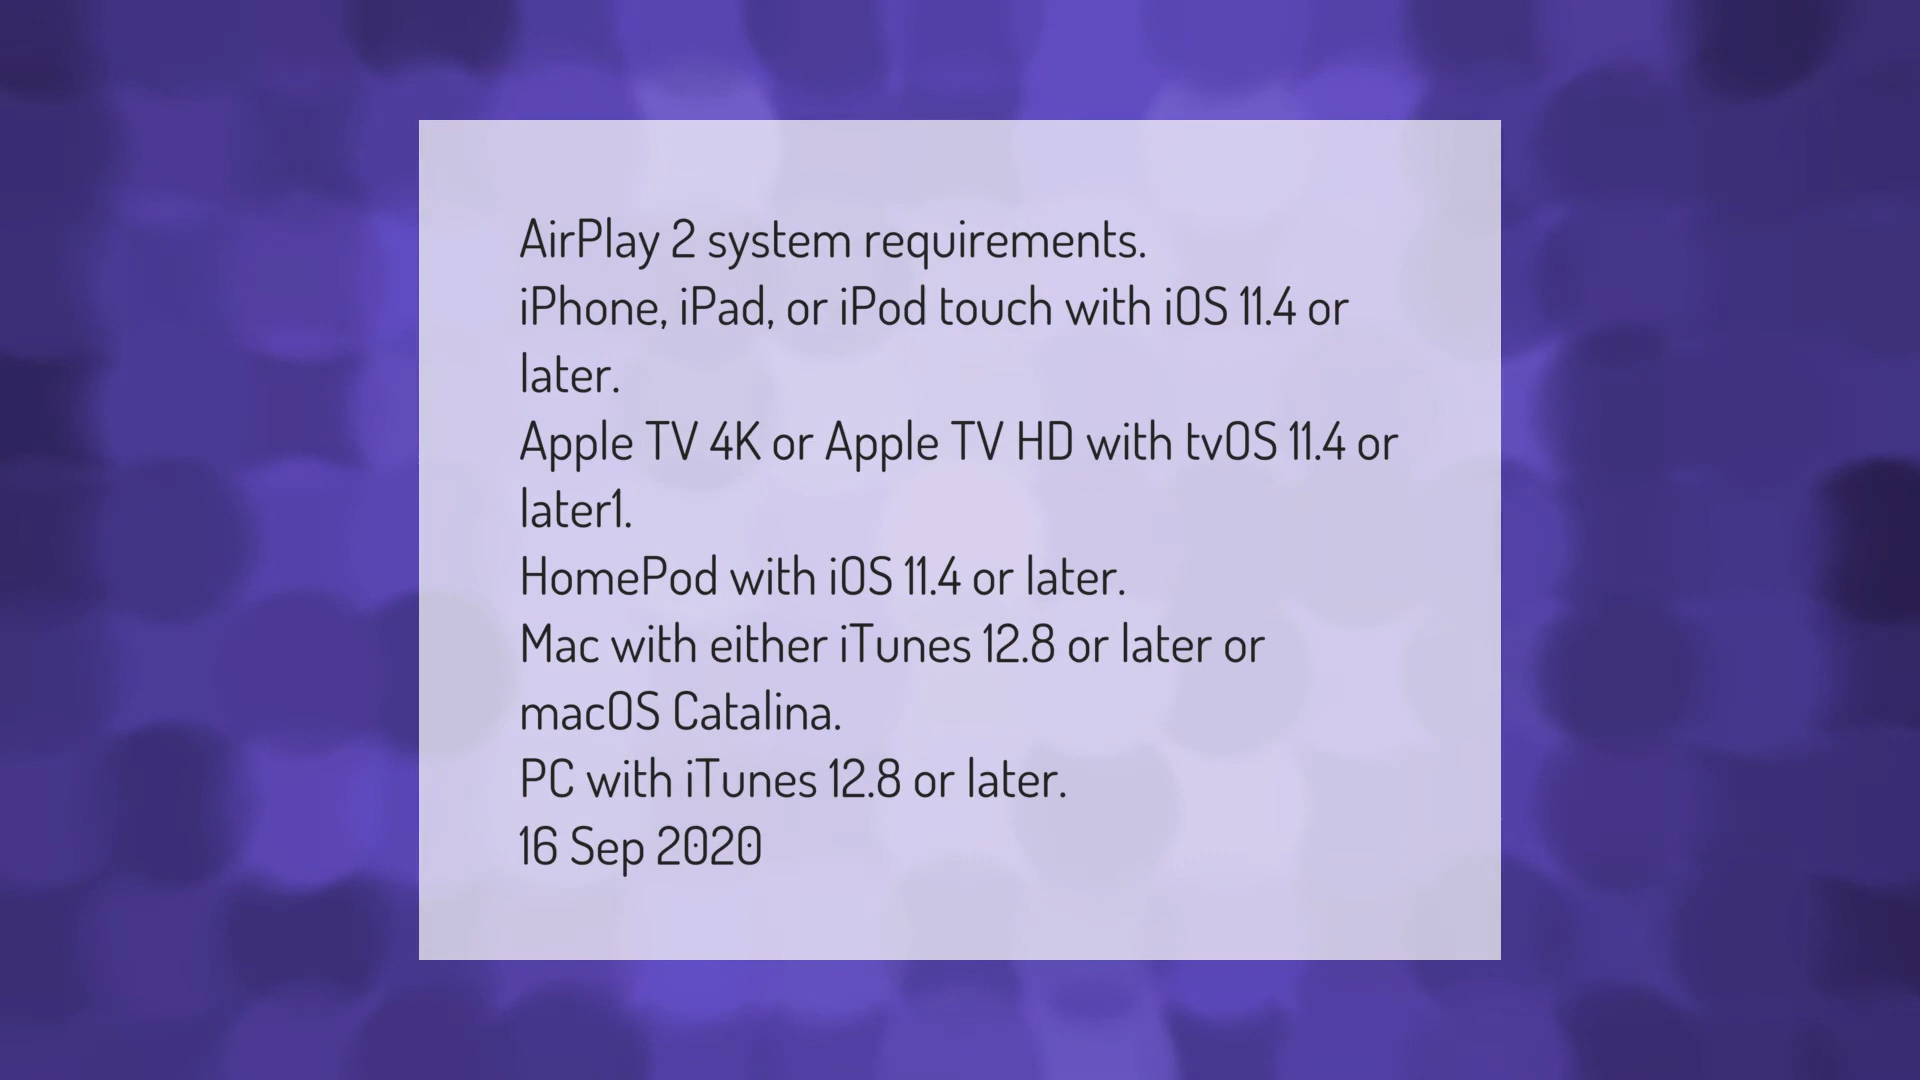 AirPlay 2 system requirements.
iPhone, iPad, or iPod touch with iOS 11.4 or
later.
Apple TV 4K or Apple TV HD with tvOS 11.4 or
later1.
HomePod with iOS 11.4 or later.
Mac with either iTunes 12.8 or later or
macOS Catalina.
PC with iTunes 12.8 or later.
16 Sep 2020